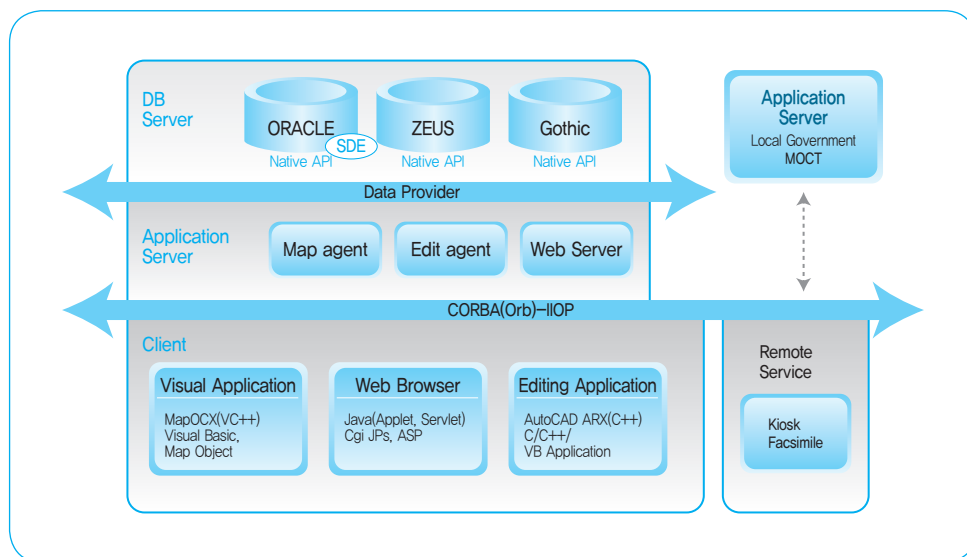 DB
Server
ORACLE
ZEUS
Gothic
SDE
Native API
Native API
Native API
Application
Server
Local Government
MOCT
Data Provider
Application
Server
Map agent
Edit agent
Web Server
CORBA(Orb)-IIOP
Client
Visual Application
MapOCX(VC++)
Visual Basic,
Map Object
Web Browser
Java(Applet, Servlet)
Cgi JPs, ASP
Editing Application
AutoCAD ARX(C++)
C/C++/
VB Application
Remote
Service
Kiosk
Facsimile